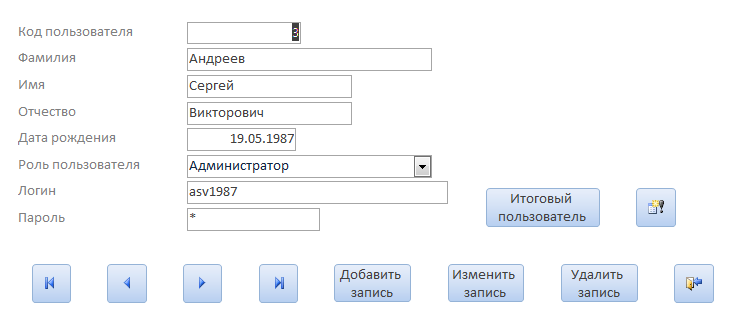 Код пользователя 3
Фамилия Андреев
Имя Сергей
Отчество Викторович
Дата рождения 19.05.1987
Роль пользователя Администратор
Логин asv1987
Пароль *
Итоговый
пользователь
Добавить
запись
Изменить
запись
Удалить
запись